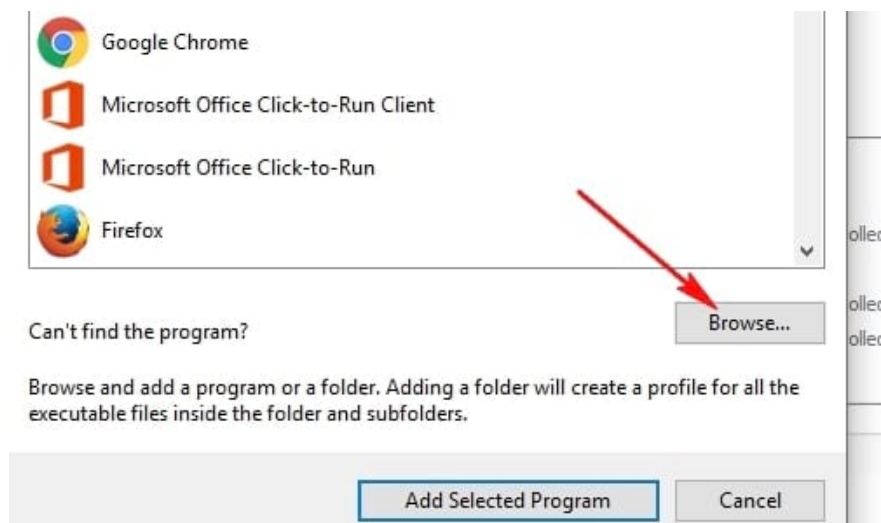 Google Chrome
Microsoft Office Click-to-Run Client
Microsoft Office Click-to-Run
Firefox
Can't find the program?
Browse...
Browse and add a program or a folder. Adding a folder will create a profile for all the
executable files inside the folder and subfolders.
Add Selected Program
Cancel